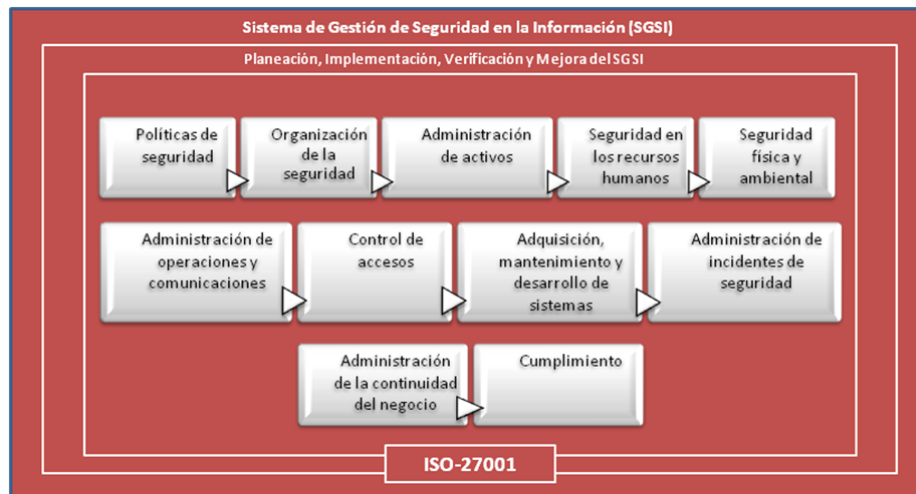 Sistema de Gestión de Seguridad en la Información (SGSI)
Planeación, Implementación, Verificación y Mejora del SGSI
Políticas de
seguridad
Organización
de la
seguridad
Administración
de activos
Seguridad en
los recursos
humanos
Seguridad
física y
ambiental
Administración de
operaciones y
comunicaciones
Control de
accesos
Adquisición,
mantenimiento y
desarrollo de
sistemas
Administración de
incidentes de
seguridad
Administración
de la continuidad
del negocio
Cumplimiento
ISO-27001